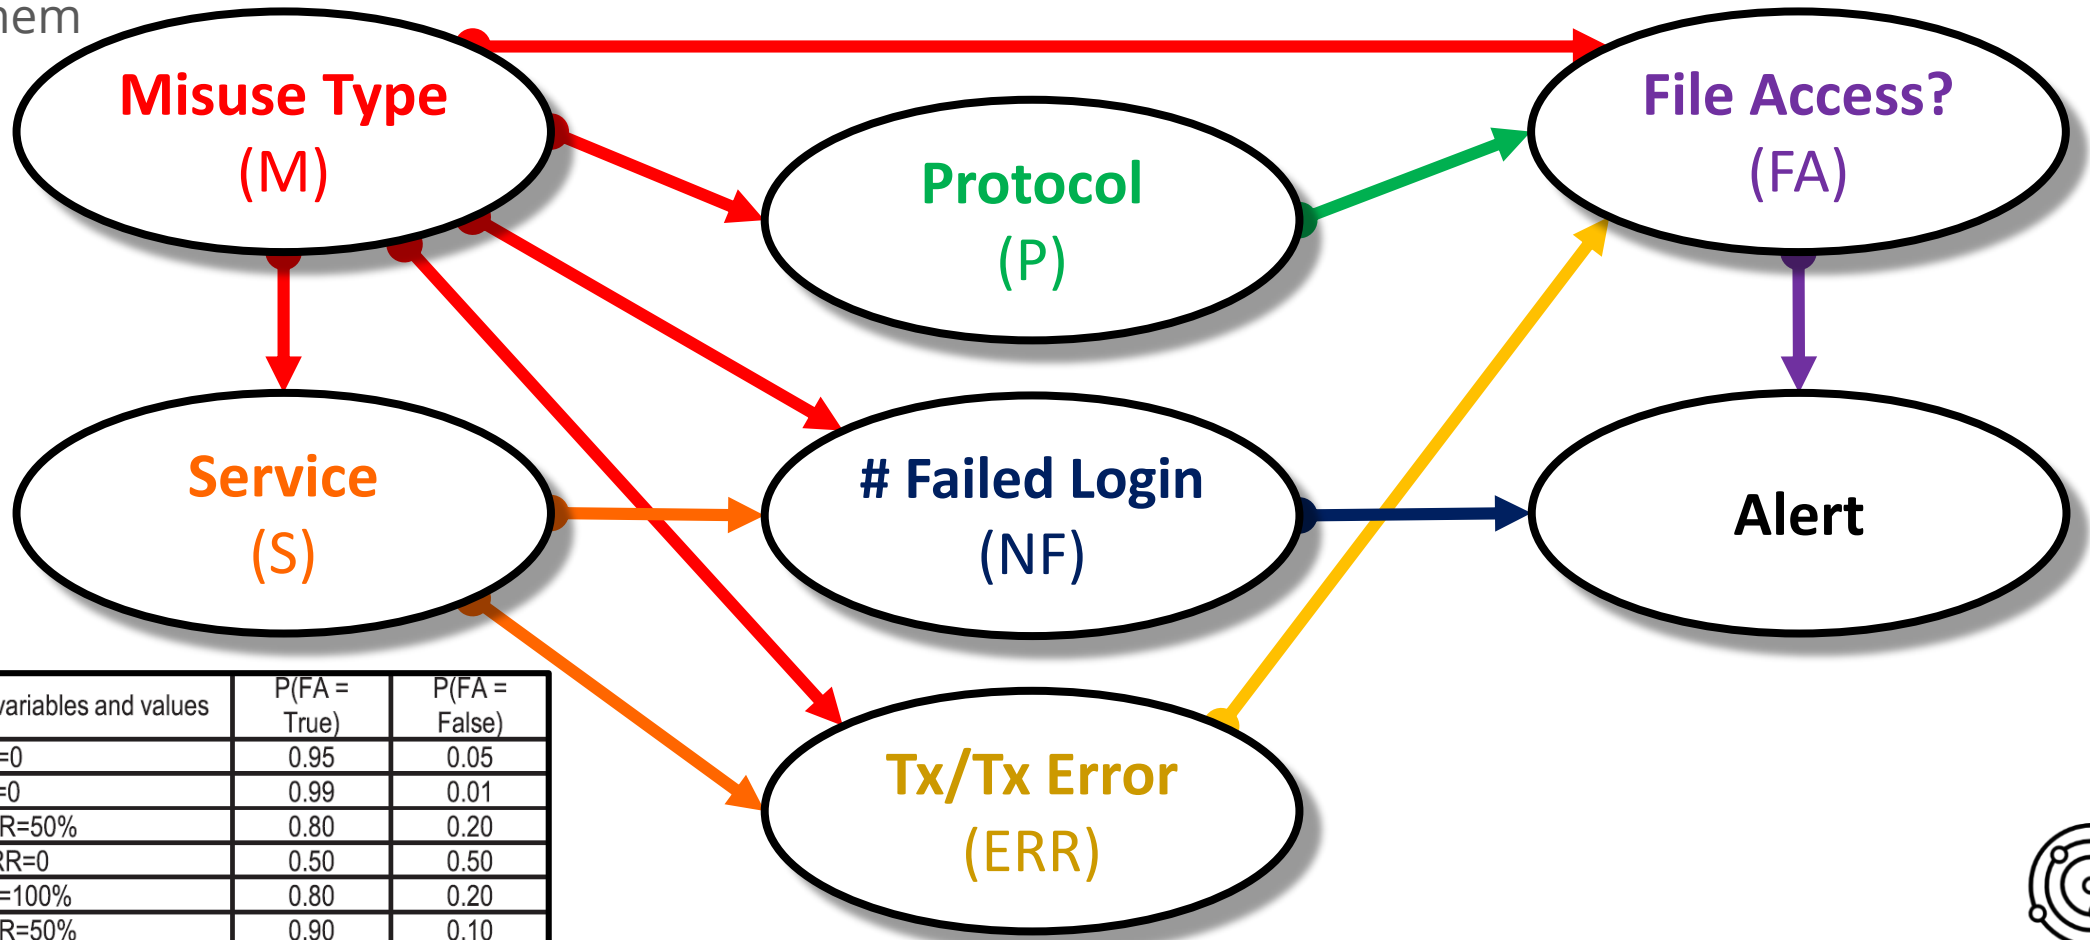 Misuse Type
(M)
File Access?
(FA)
Protocol
(P)
Service
(S)
# Failed Login
(NF)
Alert
Tx/Tx Error
(ERR)
variables and values
P(FA =
True)
P(FA =
False)
=0 0.95 0.05
=0 0.99 0.01
R=50% 0.80 0.20
RR=0 0.50 0.50
=100% 0.80 0.20
R=50% 0.90 0.10